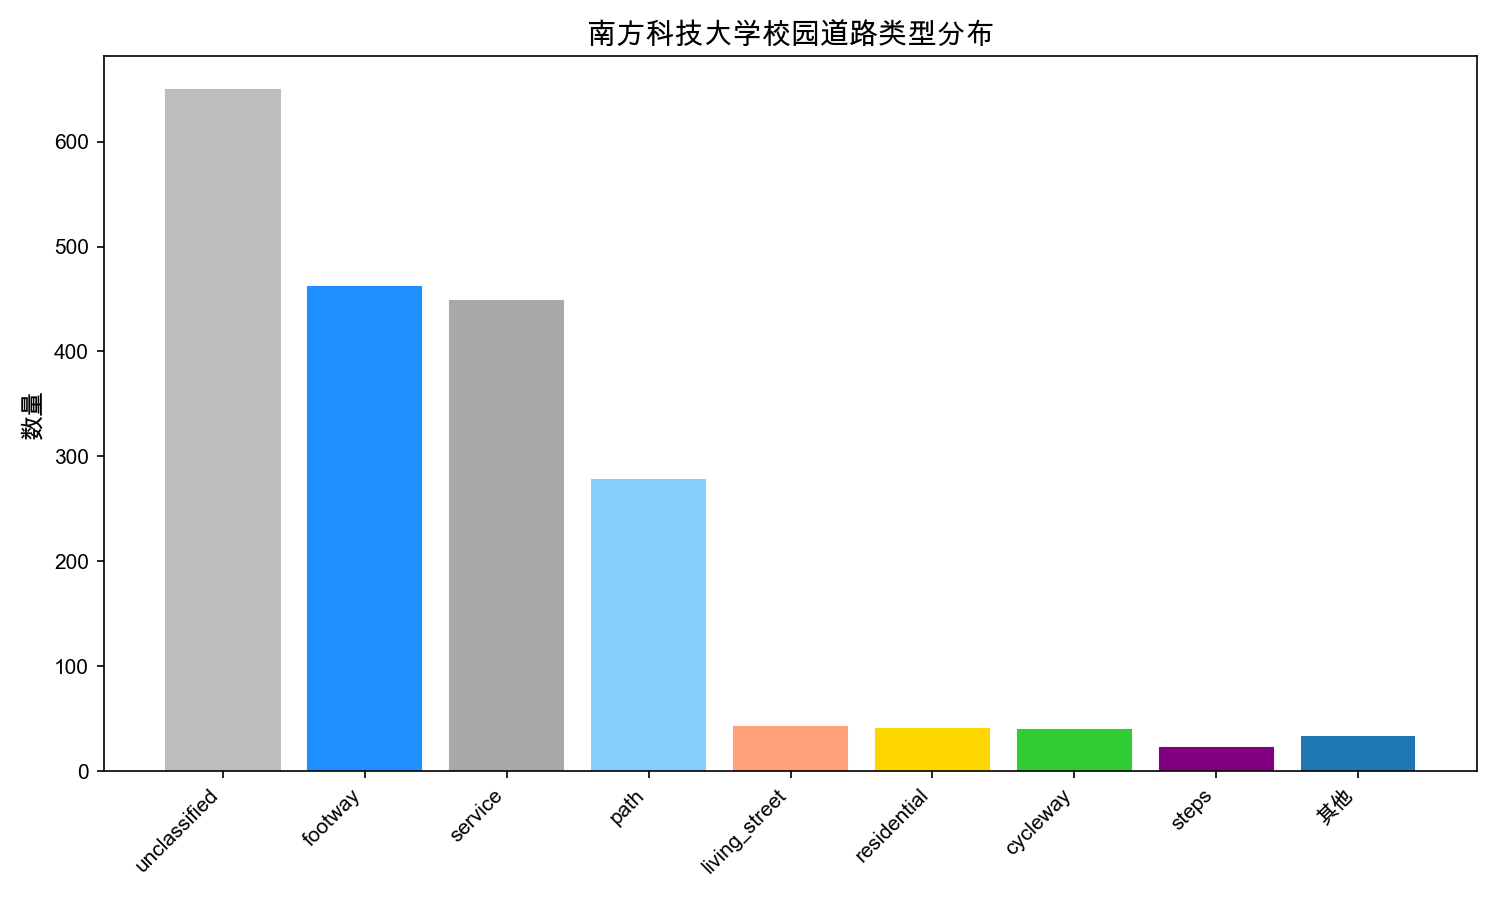 南方科技大学校园道路类型分布
数量
600
500
400
300
200
100
0
unclassified
footway
service
path
living_street
residential
cycleway
steps
其他